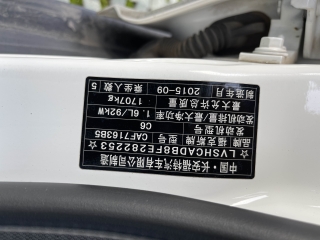 中国·长安福特汽车有限公司制造
☆LVSHCADB8FE282253☆
品牌 福克斯牌 型号 CAF7163B5
发动机型号 C6
发动机排量/最大净功率 1.6L/92kW
最大允许总质量 1707kg
制造年月 2015-09 乘坐人数 5